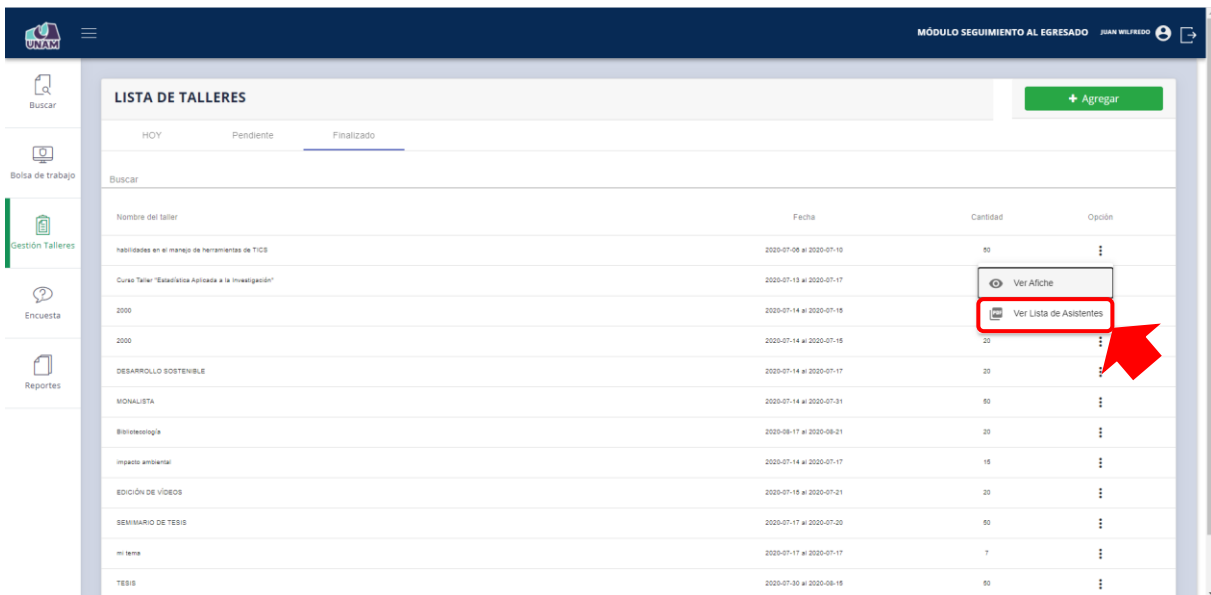 UNAM
MÓDULO SEGUIMIENTO AL EGRESADO JUAN WILFREDO
Buscar
Bolsa de trabajo
Gestión Talleres
Encuesta
Reportes
LISTA DE TALLERES
+ Agregar
HOY Pendiente Finalizado
Buscar
Nombre del taller Fecha Cantidad Opción
habilidades en el manejo de herramientas de TICS 2020-07-06 al 2020-07-10 50
Curso Taller "Estadística Aplicada a la Investigación" 2020-07-13 al 2020-07-17
Ver Afiche
2000 2020-07-14 al 2020-07-15
PDF Ver Lista de Asistentes
2000 2020-07-14 al 2020-07-15 20
DESARROLLO SOSTENIBLE 2020-07-14 al 2020-07-17 20
MONALISTA 2020-07-14 al 2020-07-31 50
Bibliotecología 2020-08-17 al 2020-08-21 20
impacto ambiental 2020-07-14 al 2020-07-17 15
EDICIÓN DE VÍDEOS 2020-07-15 al 2020-07-21 20
SEMIMARIO DE TESIS 2020-07-17 al 2020-07-20 50
mi tema 2020-07-17 al 2020-07-17 7
TESIS 2020-07-30 al 2020-08-15 50